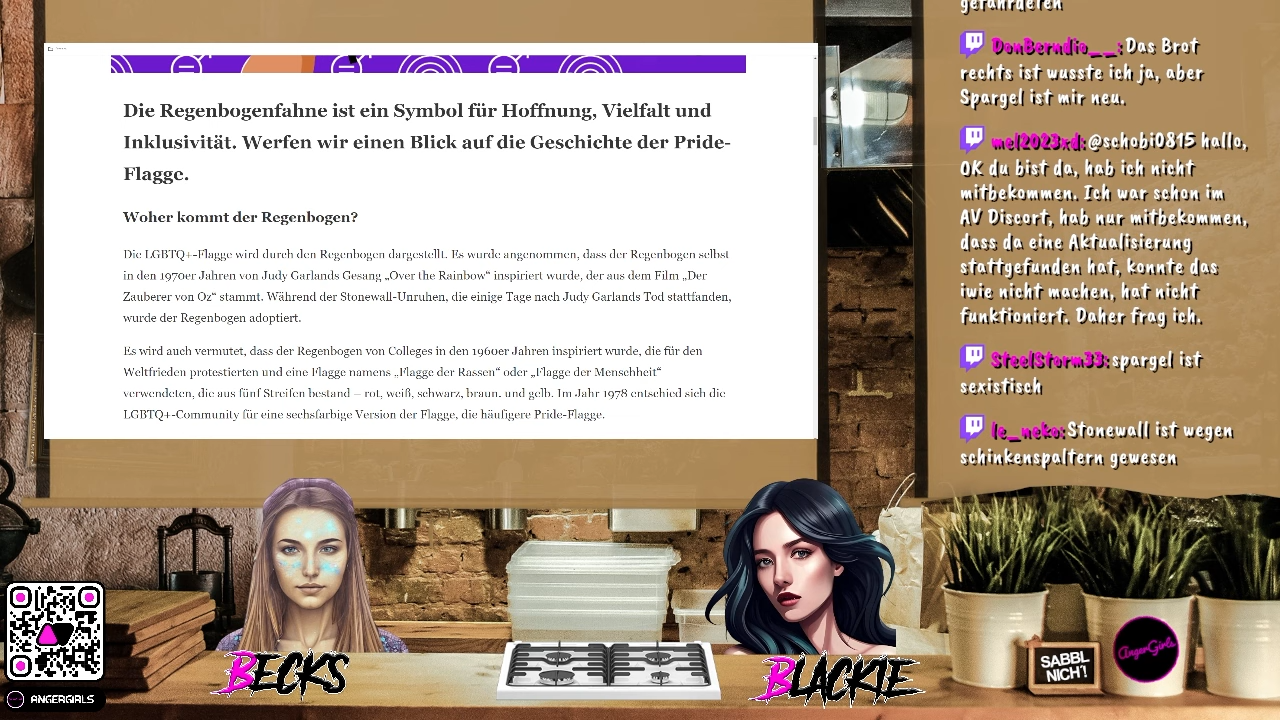 Die Regenbogenfahne ist ein Symbol für Hoffnung, Vielfalt und
Inklusivität. Werfen wir einen Blick auf die Geschichte der Pride-
Flagge.
Woher kommt der Regenbogen?
Die LGBTQ+-Flagge wird durch den Regenbogen dargestellt. Es wurde angenommen, dass der Regenbogen selbst
in den 1970er Jahren von Judy Garlands Gesang „Over the Rainbow“ inspiriert wurde, der aus dem Film „Der
Zauberer von Oz“ stammt. Während der Stonewall-Unruhen, die einige Tage nach Judy Garlands Tod stattfanden,
wurde der Regenbogen adoptiert.
Es wird auch vermutet, dass der Regenbogen von Colleges in den 1960er Jahren inspiriert wurde, die für den
Weltfrieden protestierten und eine Flagge namens „Flagge der Rassen“ oder „Flagge der Menschheit“
verwendeten, die aus fünf Streifen bestand – rot, weiß, schwarz, braun, und gelb. Im Jahr 1978 entschied sich die
LGBTQ+-Community für eine sechsfarbige Version der Flagge, die häufigere Pride-Flagge.
gefährdeten
DonBerndio__: Das Brot
rechts ist wusste ich ja, aber
Spargel ist mir neu.
mel2023xd: @schobi0815 hallo,
OK du bist da, hab ich nicht
mitbekommen. Ich war schon im
AV Discort, hab nur mitbekommen,
dass da eine Aktualisierung
stattgefunden hat, konnte das
iwie nicht machen, hat nicht
funktioniert. Daher frag ich.
SteelStorm33: spargel ist
sexistisch
le_neko: Stonewall ist wegen
schinkenspaltern gewesen
BECKS
BLACKIE
ANGERGIRLS
SABBL
NICH'!
AngerGirls